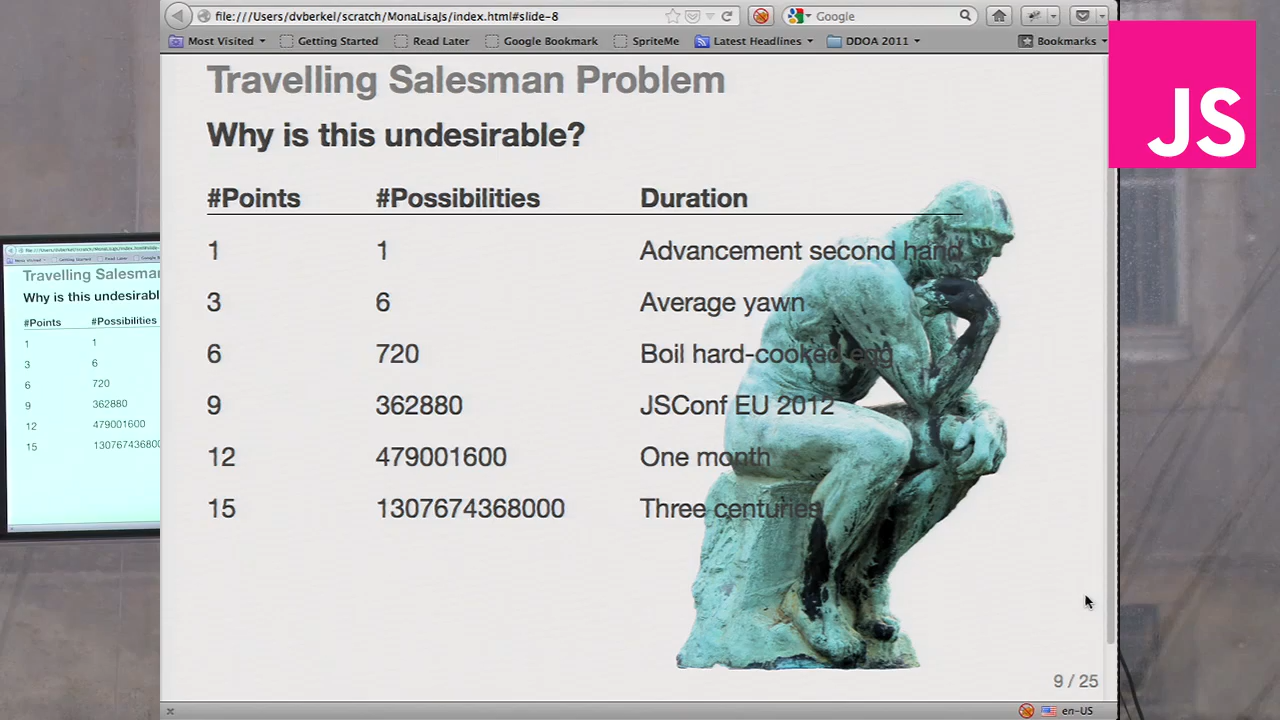 file:///Users/dvberkel/scratch/MonaLisaJs/index.html#slide-8
Google
Most Visited
Getting Started
Read Later
Google Bookmark
SpriteMe
Latest Headlines
DDOA 2011
Bookmarks
JS
Travelling Salesman Problem
Why is this undesirable?
#Points #Possibilities Duration
1 1 Advancement second hand
3 6 Average yawn
6 720 Boil hard-cooked egg
9 362880 JSConf EU 2012
12 479001600 One month
15 1307674368000 Three centuries
9 / 25
en-US
Travelling Salesman
Why is this undesirabl
#Points #Possibilities
1 1
3 6
6 720
9 362880
12 479001600
15 130767436800